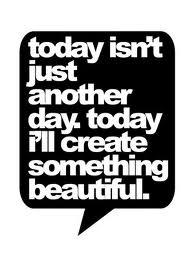 today isn't
just
another
day. today
i'll create
something
beautiful.